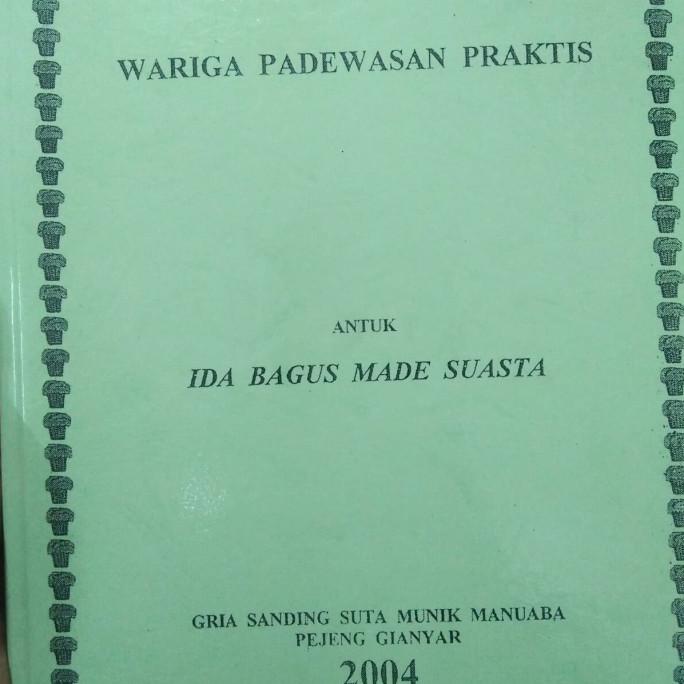 WARIGA PADEWASAN PRAKTIS
ANTUK
IDA BAGUS MADE SUASTA
GRIA SANDING SUTA MUNIK MANUABA
PEJENG GIANYAR
2004